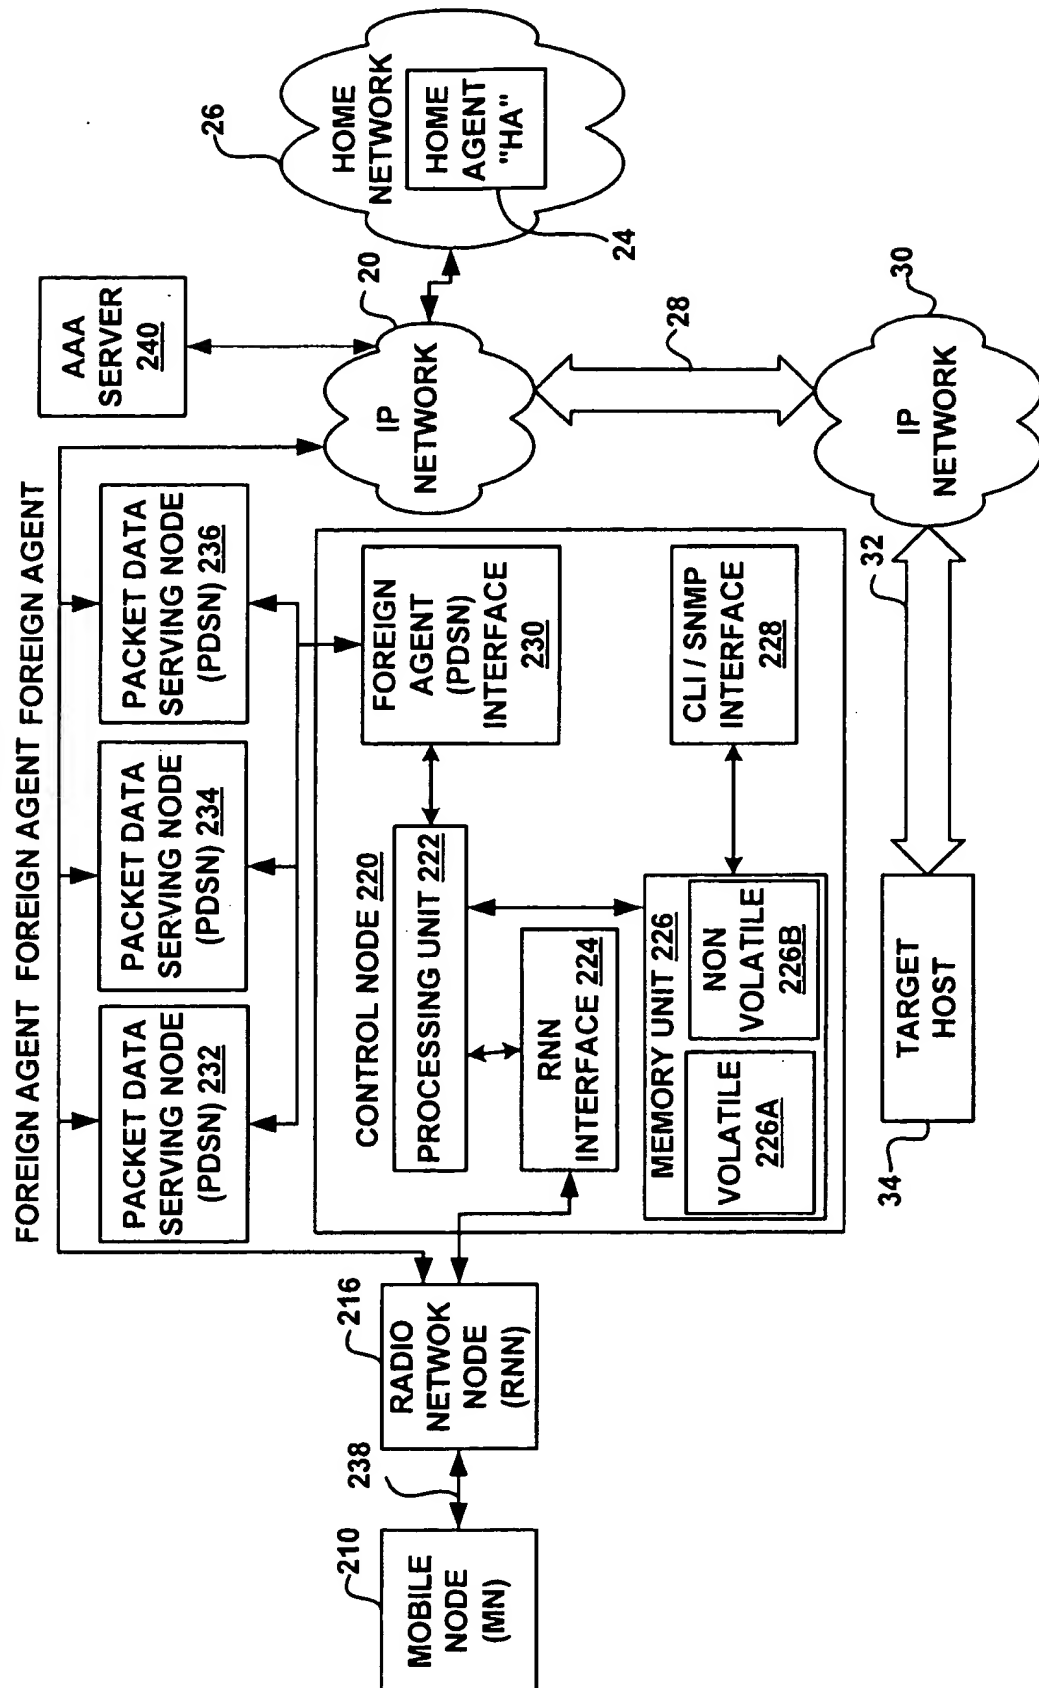 FOREIGN AGENT FOREIGN AGENT FOREIGN AGENT
PACKET DATA
SERVING NODE
(PDSN) 232
PACKET DATA
SERVING NODE
(PDSN) 234
PACKET DATA
SERVING NODE
(PDSN) 236
AAA
SERVER
240
26
HOME
NETWORK
HOME
AGENT
"HA"
24
20
IP
NETWORK
210
MOBILE
NODE
(MN)
238
216
RADIO
NETWOK
NODE
(RNN)
CONTROL NODE 220
PROCESSING UNIT 222
FOREIGN
AGENT
(PDSN)
INTERFACE
230
RNN
INTERFACE 224
MEMORY UNIT 226
VOLATILE
226A
NON
VOLATILE
226B
CLI / SNMP
INTERFACE
228
28
30
IP
NETWORK
32
34
TARGET
HOST